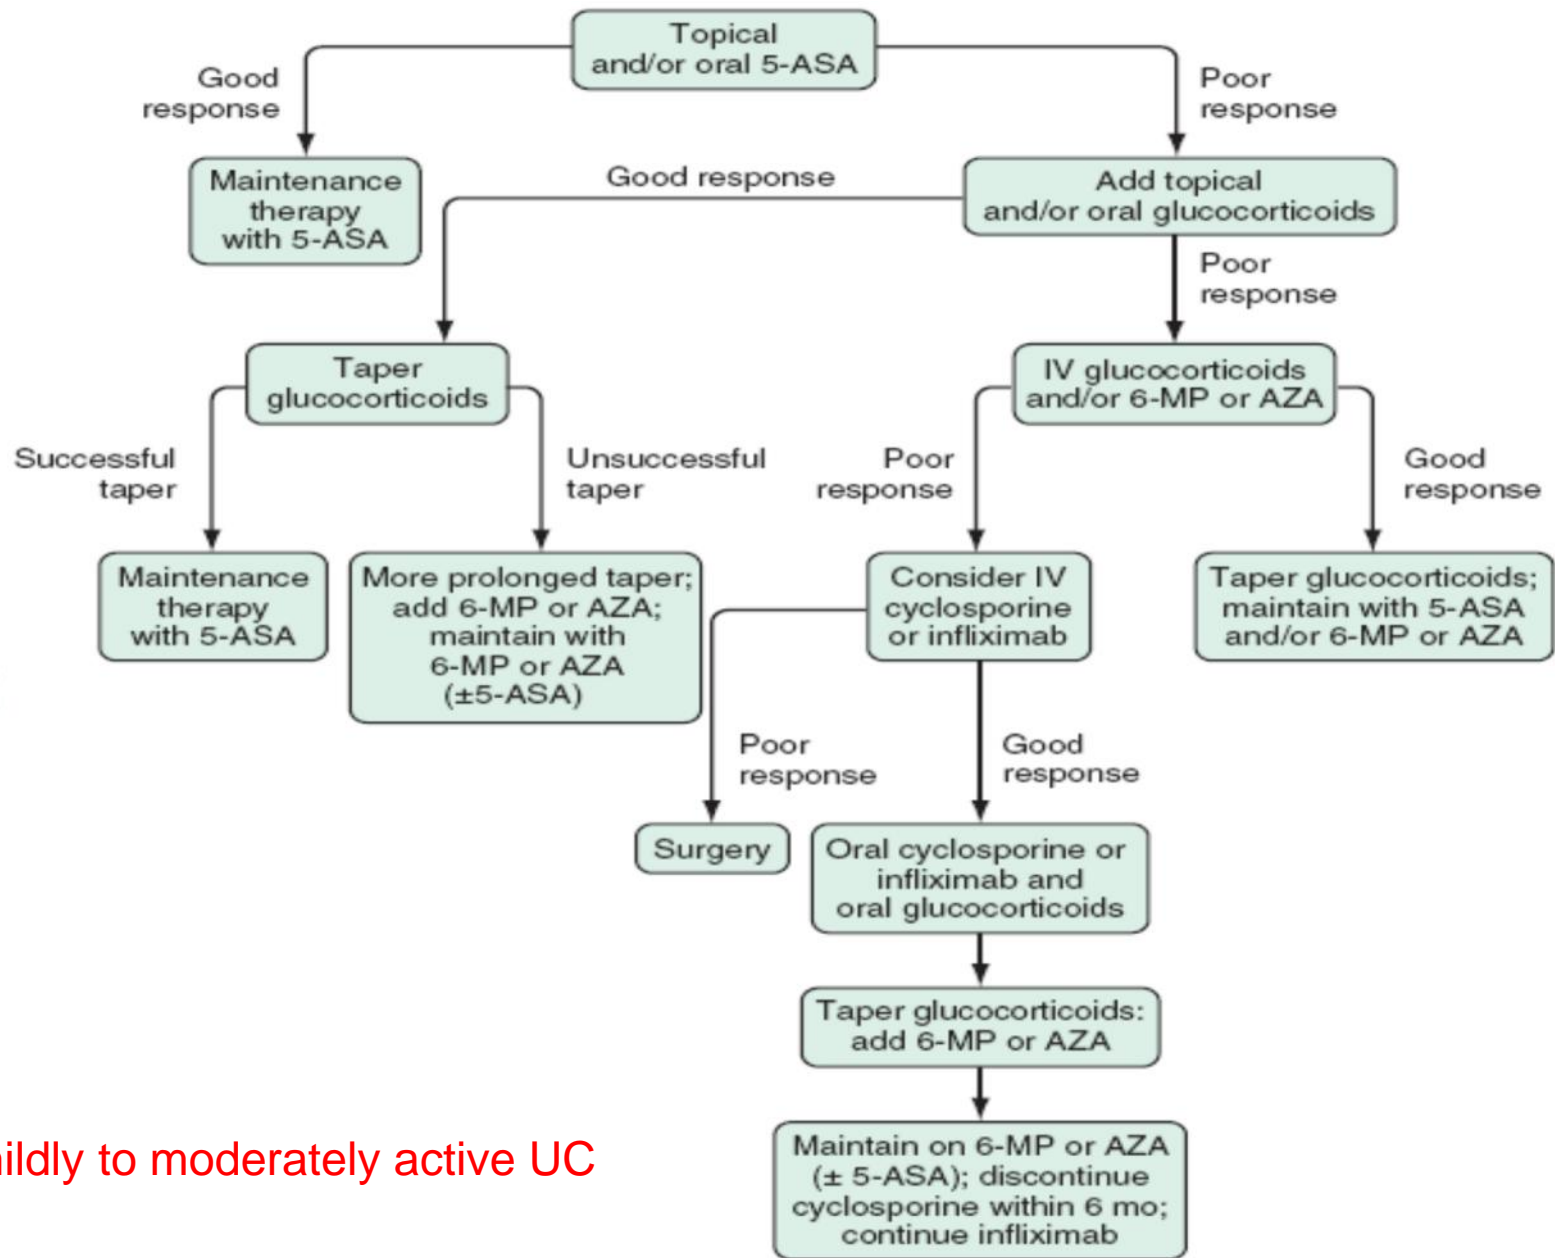 Topical
and/or oral 5-ASA
Good
response
Poor
response
Maintenance
therapy
with 5-ASA
Good response
Add topical
and/or oral glucocorticoids
Poor
response
Taper
glucocorticoids
IV glucocorticoids
and/or 6-MP or AZA
Successful
taper
Unsuccessful
taper
Poor
response
Good
response
Maintenance
therapy
with 5-ASA
More prolonged taper;
add 6-MP or AZA;
maintain with
6-MP or AZA
(±5-ASA)
Consider IV
cyclosporine
or infliximab
Taper glucocorticoids;
maintain with 5-ASA
and/or 6-MP or AZA
Poor
response
Good
response
Surgery
Oral cyclosporine or
infliximab and
oral glucocorticoids
Taper glucocorticoids:
add 6-MP or AZA
Maintain on 6-MP or AZA
(± 5-ASA); discontinue
cyclosporine within 6 mo;
continue infliximab
to moderately active UC